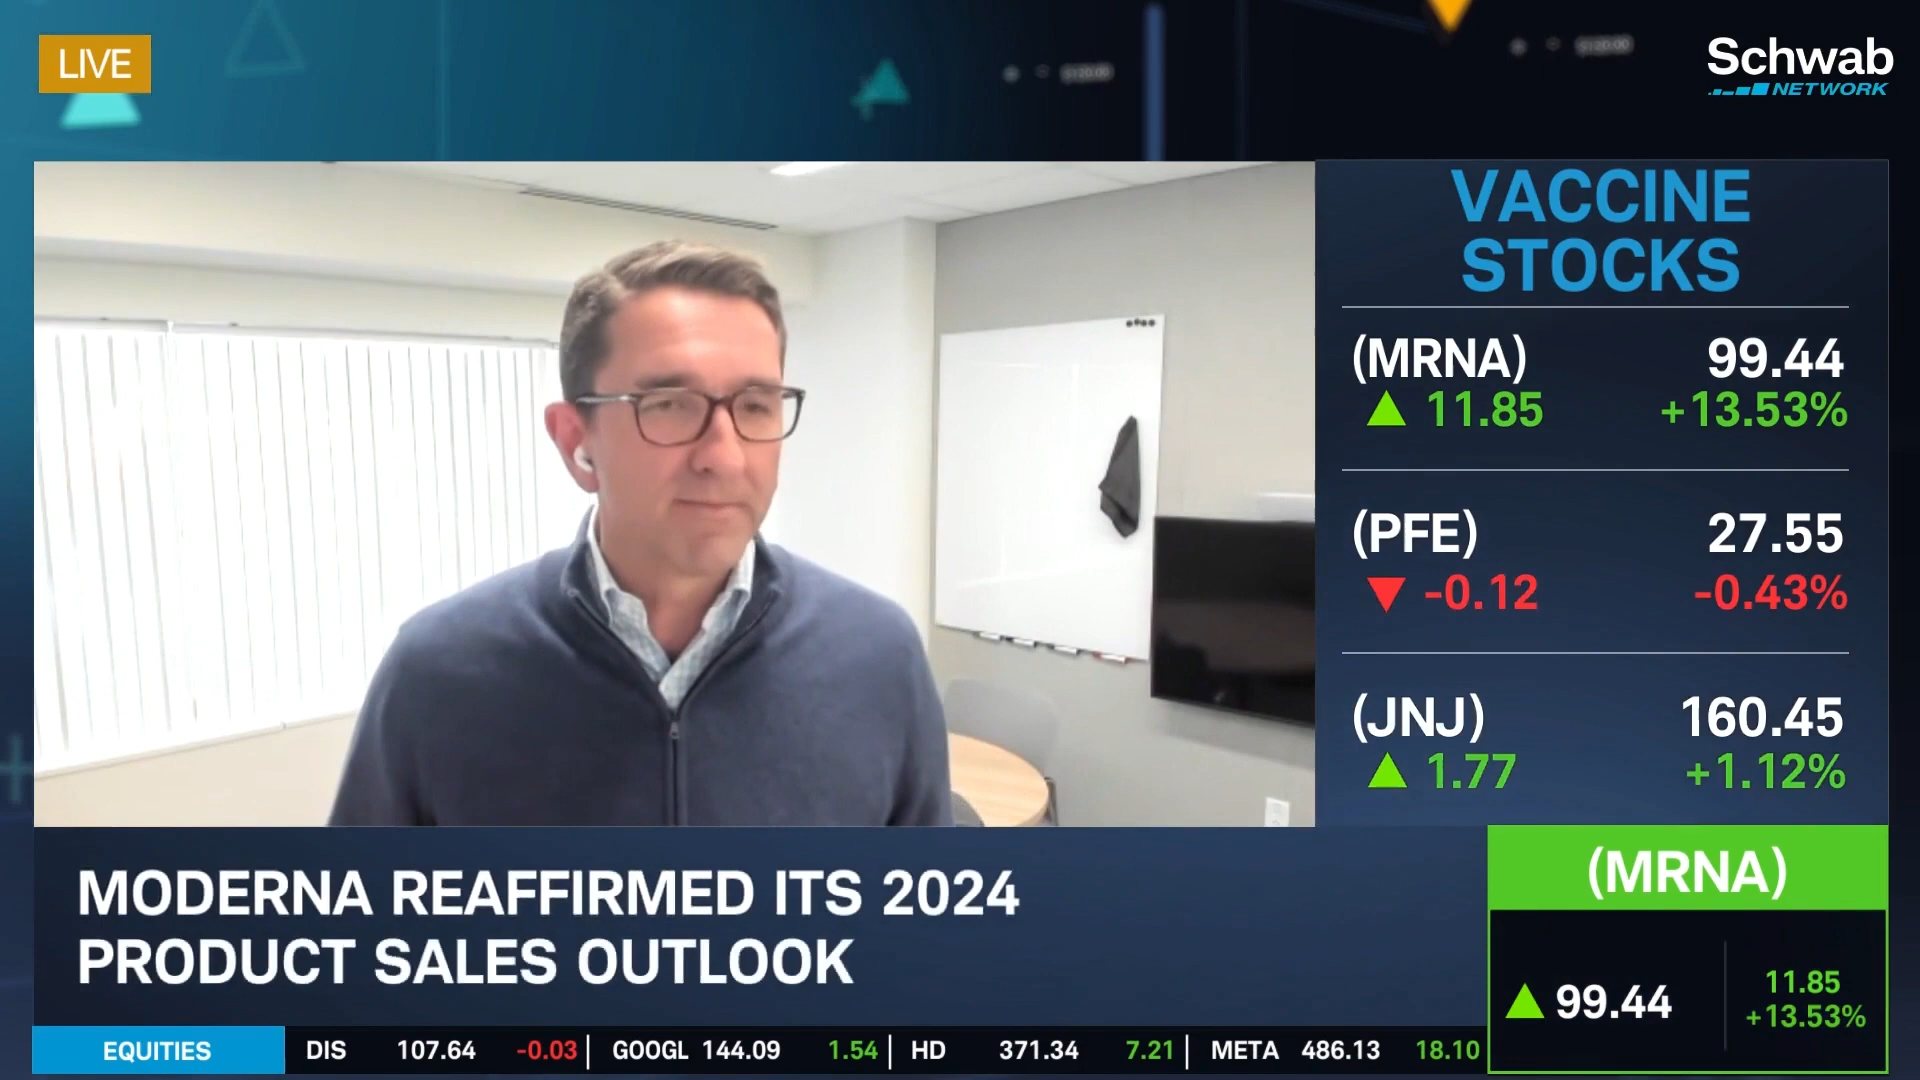 LIVE
Schwab
NETWORK
VACCINE
STOCKS
(MRNA) 99.44
▲ 11.85 +13.53%
(PFE) 27.55
▼ -0.12 -0.43%
(JNJ) 160.45
▲ 1.77 +1.12%
MODERNA REAFFIRMED ITS 2024
PRODUCT SALES OUTLOOK
(MRNA)
▲ 99.44
11.85
+13.53%
EQUITIES DIS 107.64 -0.03 | GOOGL 144.09 1.54 | HD 371.34 7.21 | META 486.13 18.10